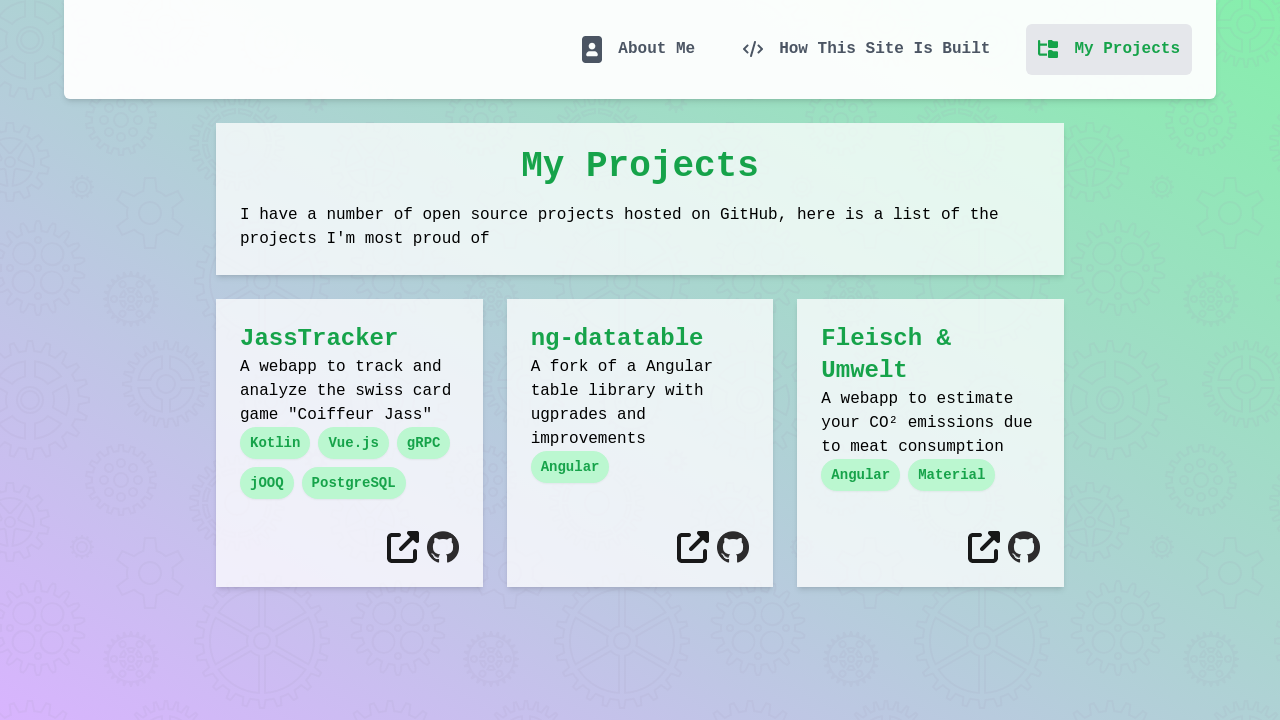 About Me
How This Site Is Built
My Projects
My Projects
I have a number of open source projects hosted on GitHub, here is a list of the
projects I'm most proud of
JassTracker
A webapp to track and
analyze the swiss card
game "Coiffeur Jass"
Kotlin
Vue.js
gRPC
jOOQ
PostgreSQL
ng-datatable
A fork of a Angular
table library with
ugprades and
improvements
Angular
Fleisch &
Umwelt
A webapp to estimate
your CO² emissions due
to meat consumption
Angular
Material